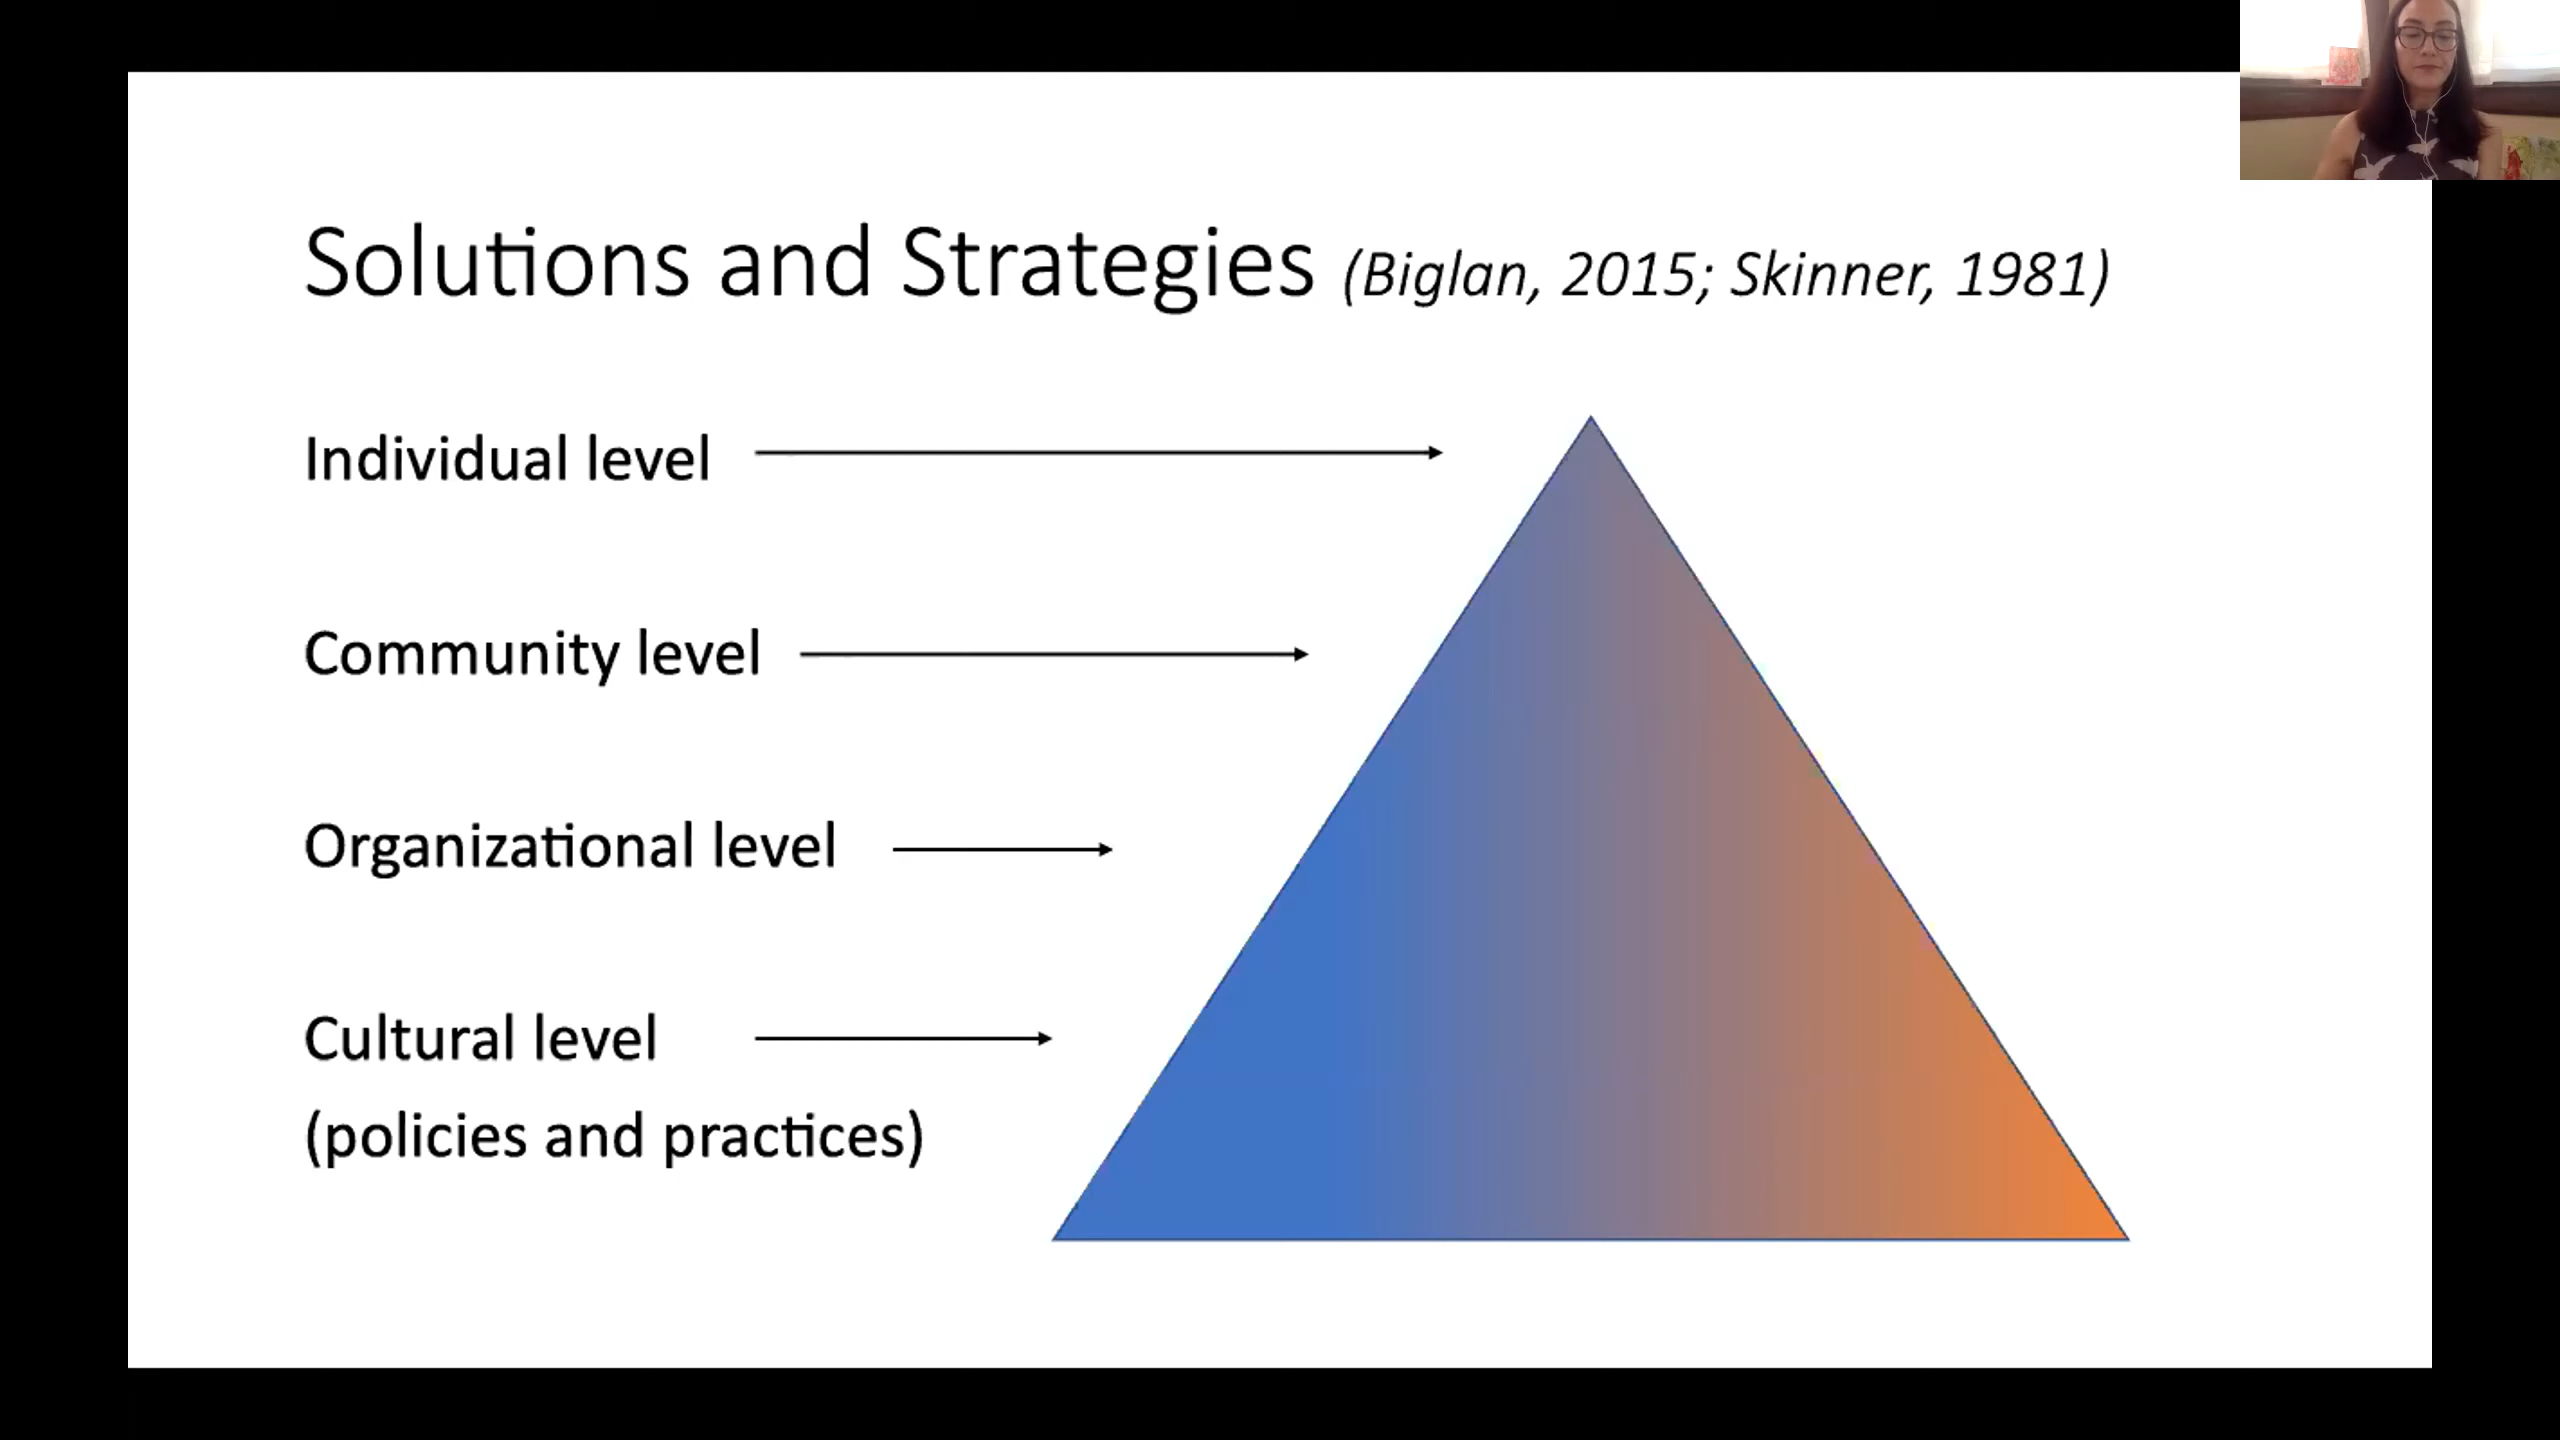 Solutions and Strategies (Biglan, 2015; Skinner, 1981)
Individual level
Community level
Organizational level
Cultural level
(policies and practices)